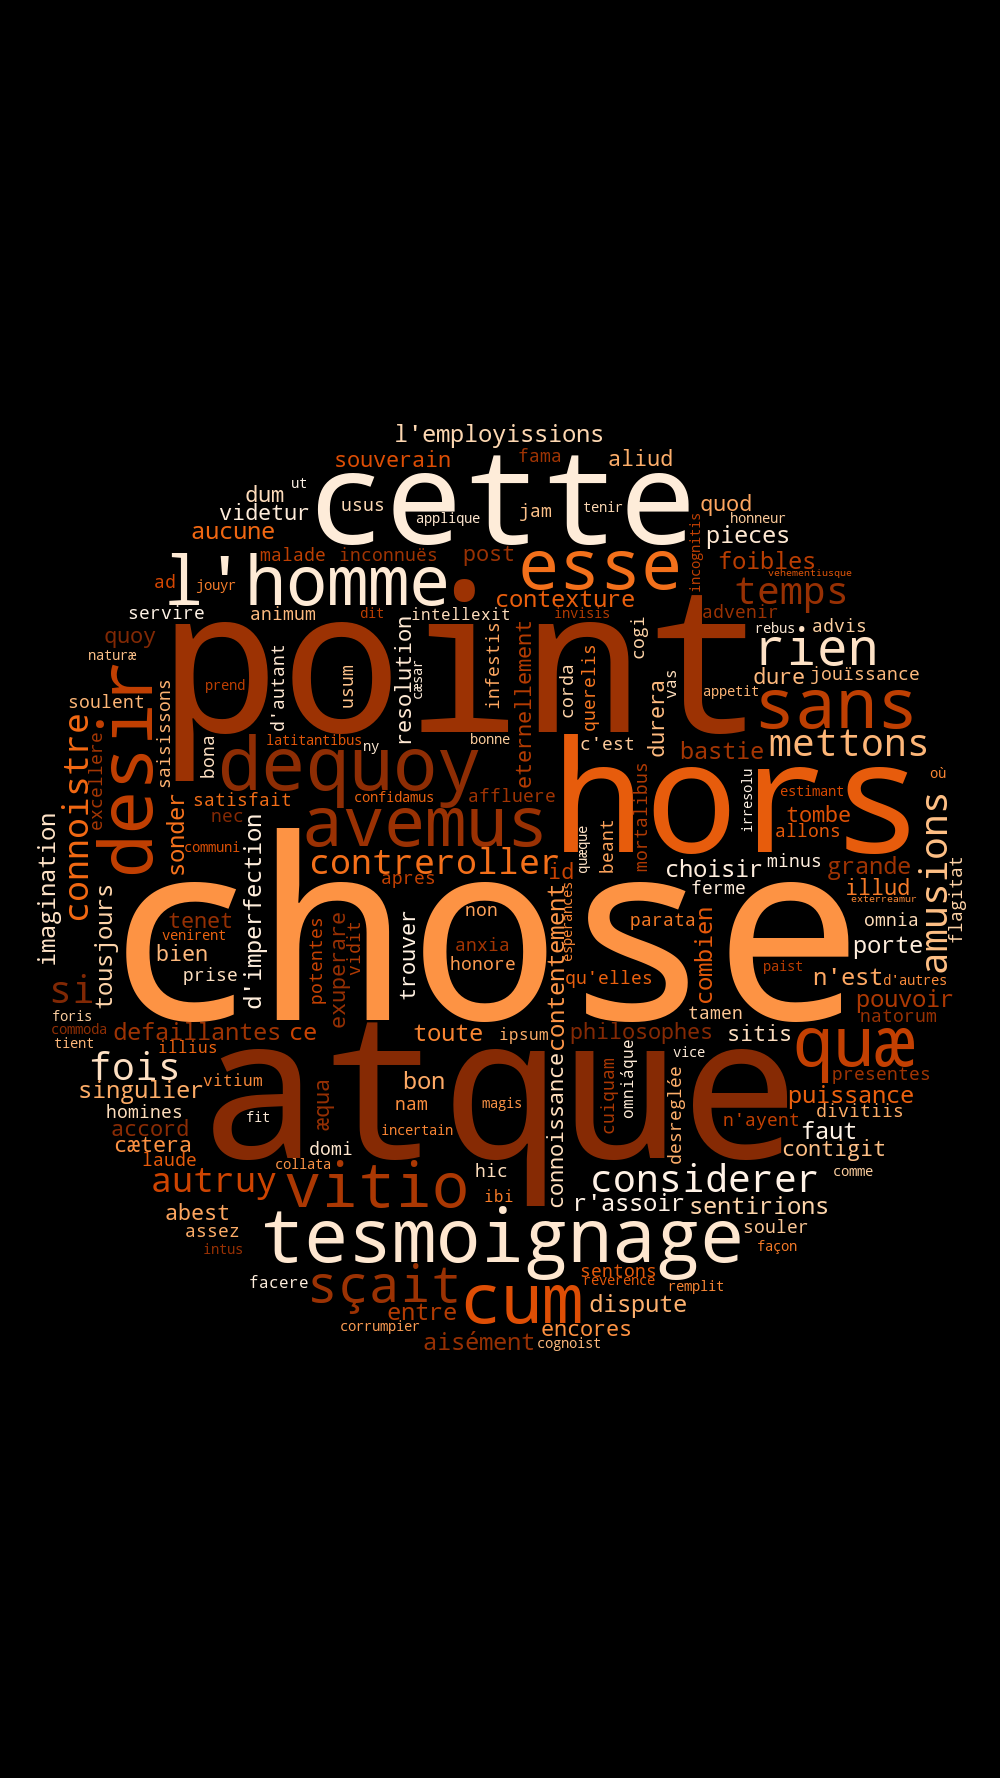 l'employissions
souverain
fama
aliud
cette
ut
dum
usus
videtur
applique
jam
tenir
quod
honneur
aucune
pieces
incognitis
malade
inconnuës
post
l'homme
esse
foibles
vehementiusque
ad
jouyr
contexture
temps
servire
animum
dit
intellexit
invisis
advenir
point
quoy
cogi
rebus
advis
naturæ
rien
desir
prend
d'autant
usum
resolution
cæsar
infestis
eternellement
corda
querelis
durera
vas
appetit
dure
jouïssance
soulent
saisissons
sans
connoistre
excellere
bona
latitantibus
ny
bonne
c'est
bastie
mettons
dequoy
hors
satisfait
confidamus
affluere
mortalibus
irresolu
où
estimant
nec
avemus
tombe
allons
amusions
imagination
sonder
communi
d'imperfection
contreroller
id
quæque
beant
choisir
minus
grande
après
ferme
illud
exterreamur
flagitat
chose
tousjours
tenet
venirent
bien
prise
potentes
exuperare
vidit
trouver
non
anxia
honore
contentement
esperances
parata
combien
omnia
porte
paist
qu'elles
n'est
d'autres
si
foris
commoda
tient
defaillantes
ce
illius
toute
ipsum
philosophes
tamen
sitis
pouvoir
natorum
atque
quæ
vice
presentes
fois
singulier
vitium
bon
æqua
cuiquam
omniáque
desreglée
puissance
homines
fit
nam
magis
n'ayent
divitiis
accord
incertain
faut
cætera
domi
contigit
laude
collata
hic
connoissance
comme
autruy
vitio
ibi
considerer
r'assoir
sentirions
abest
assez
souler
intus
tesmoignage
façon
facere
sentons
reverence
remplit
sçait
cum
entre
dispute
corrumpier
encores
aisément
cognoist